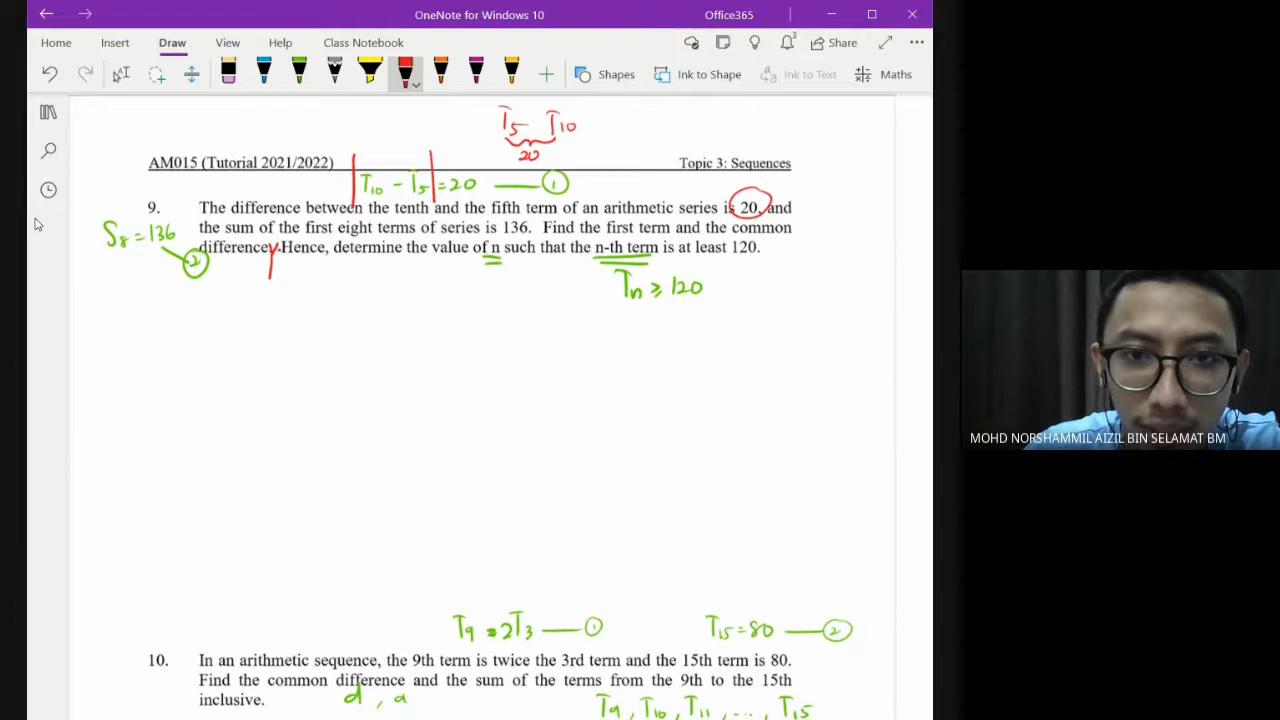 OneNote for Windows 10
Office365
Home Insert Draw View Help Class Notebook Share
Shapes Ink to Shape Ink to Text Maths
T5 T10
20
AM015 (Tutorial 2021/2022) Topic 3: Sequences
|T10 - T5| = 20 —— ①
9. The difference between the tenth and the fifth term of an arithmetic series is 20, and
S8 = 136
the sum of the first eight terms of series is 136. Find the first term and the common
②
difference. Hence, determine the value of n such that the n-th term is at least 120.
Tn ≥ 120
MOHD NORSHAMMIL AIZIL BIN SELAMAT BM
T9 = 2T3 —— ① T15 = 80 —— ②
10. In an arithmetic sequence, the 9th term is twice the 3rd term and the 15th term is 80.
Find the common difference and the sum of the terms from the 9th to the 15th
inclusive. d , a
T9 , T10 , T11 , ... , T15